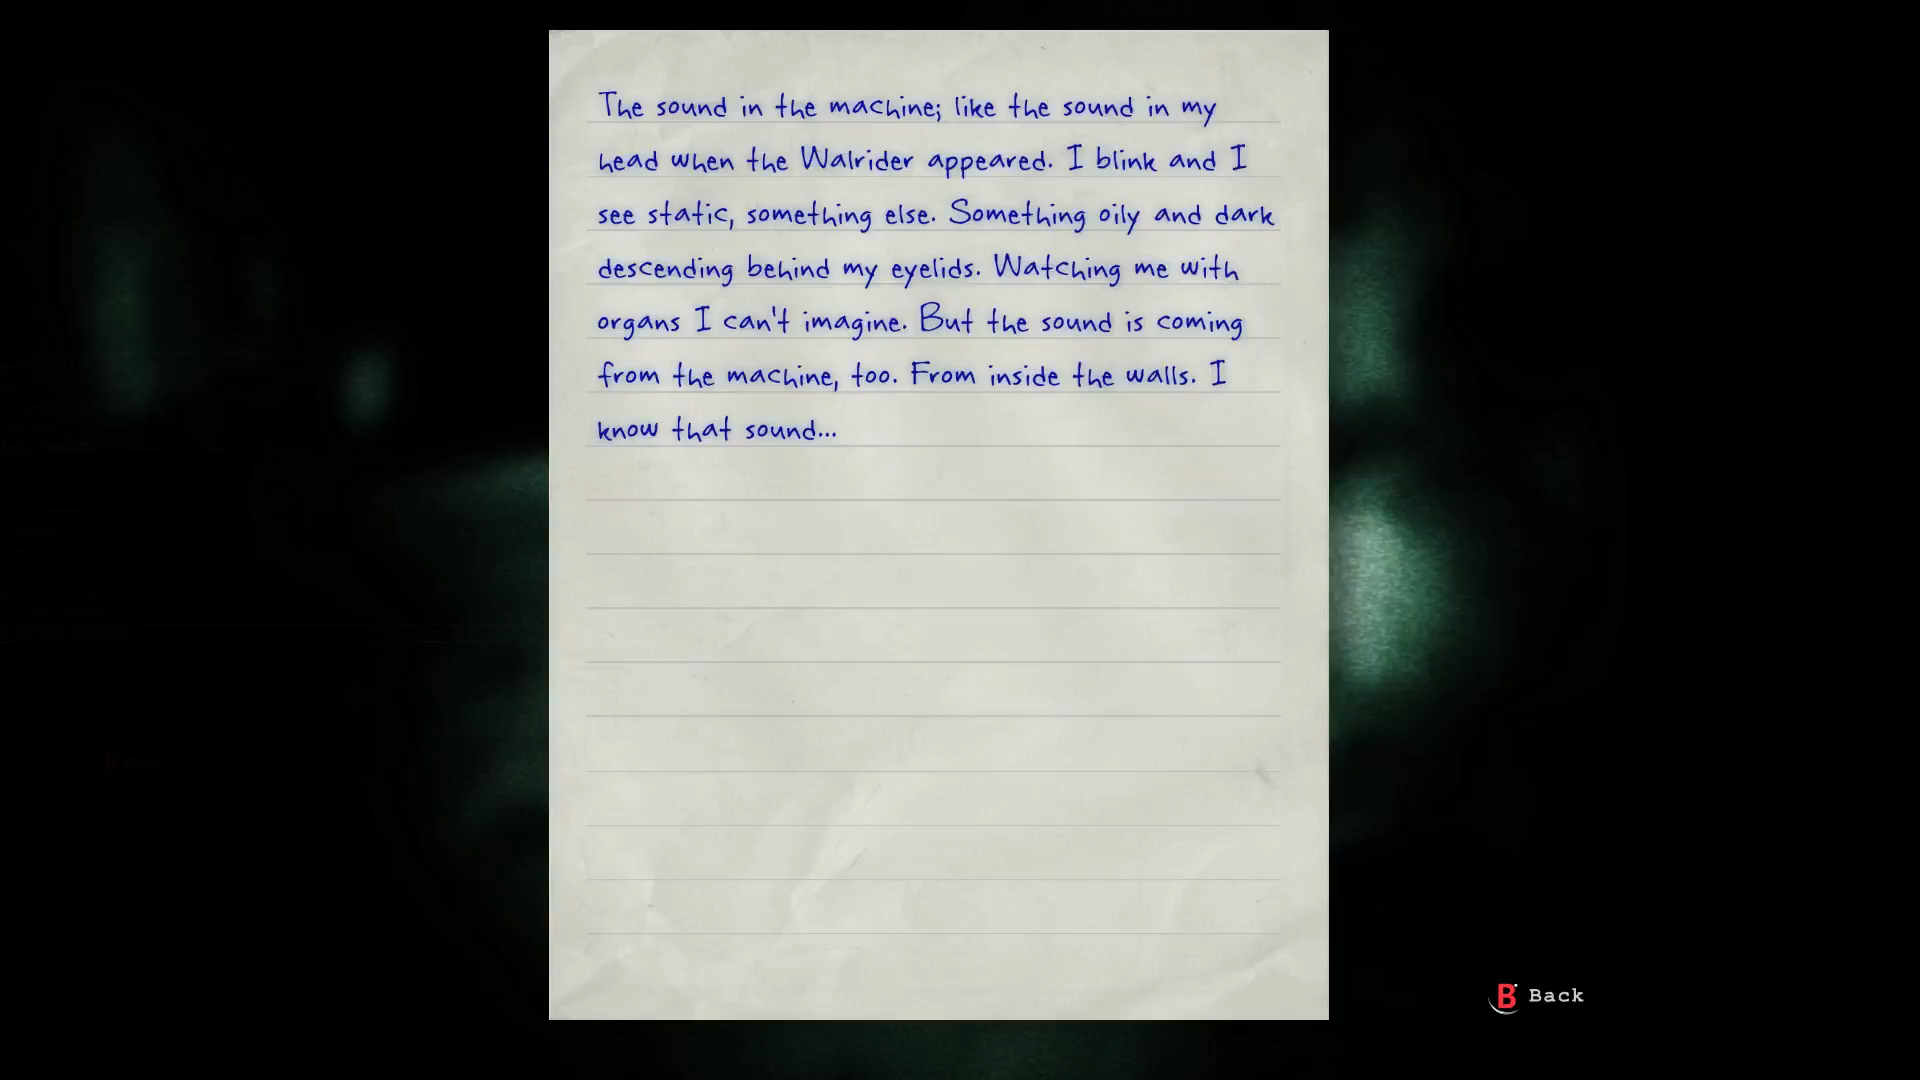 The sound in the machine; like the sound in my
head when the Walrider appeared. I blink and I
see static, something else. Something oily and dark
descending behind my eyelids. Watching me with
organs I can't imagine. But the sound is coming
from the machine, too. From inside the walls. I
know that sound...
B Back